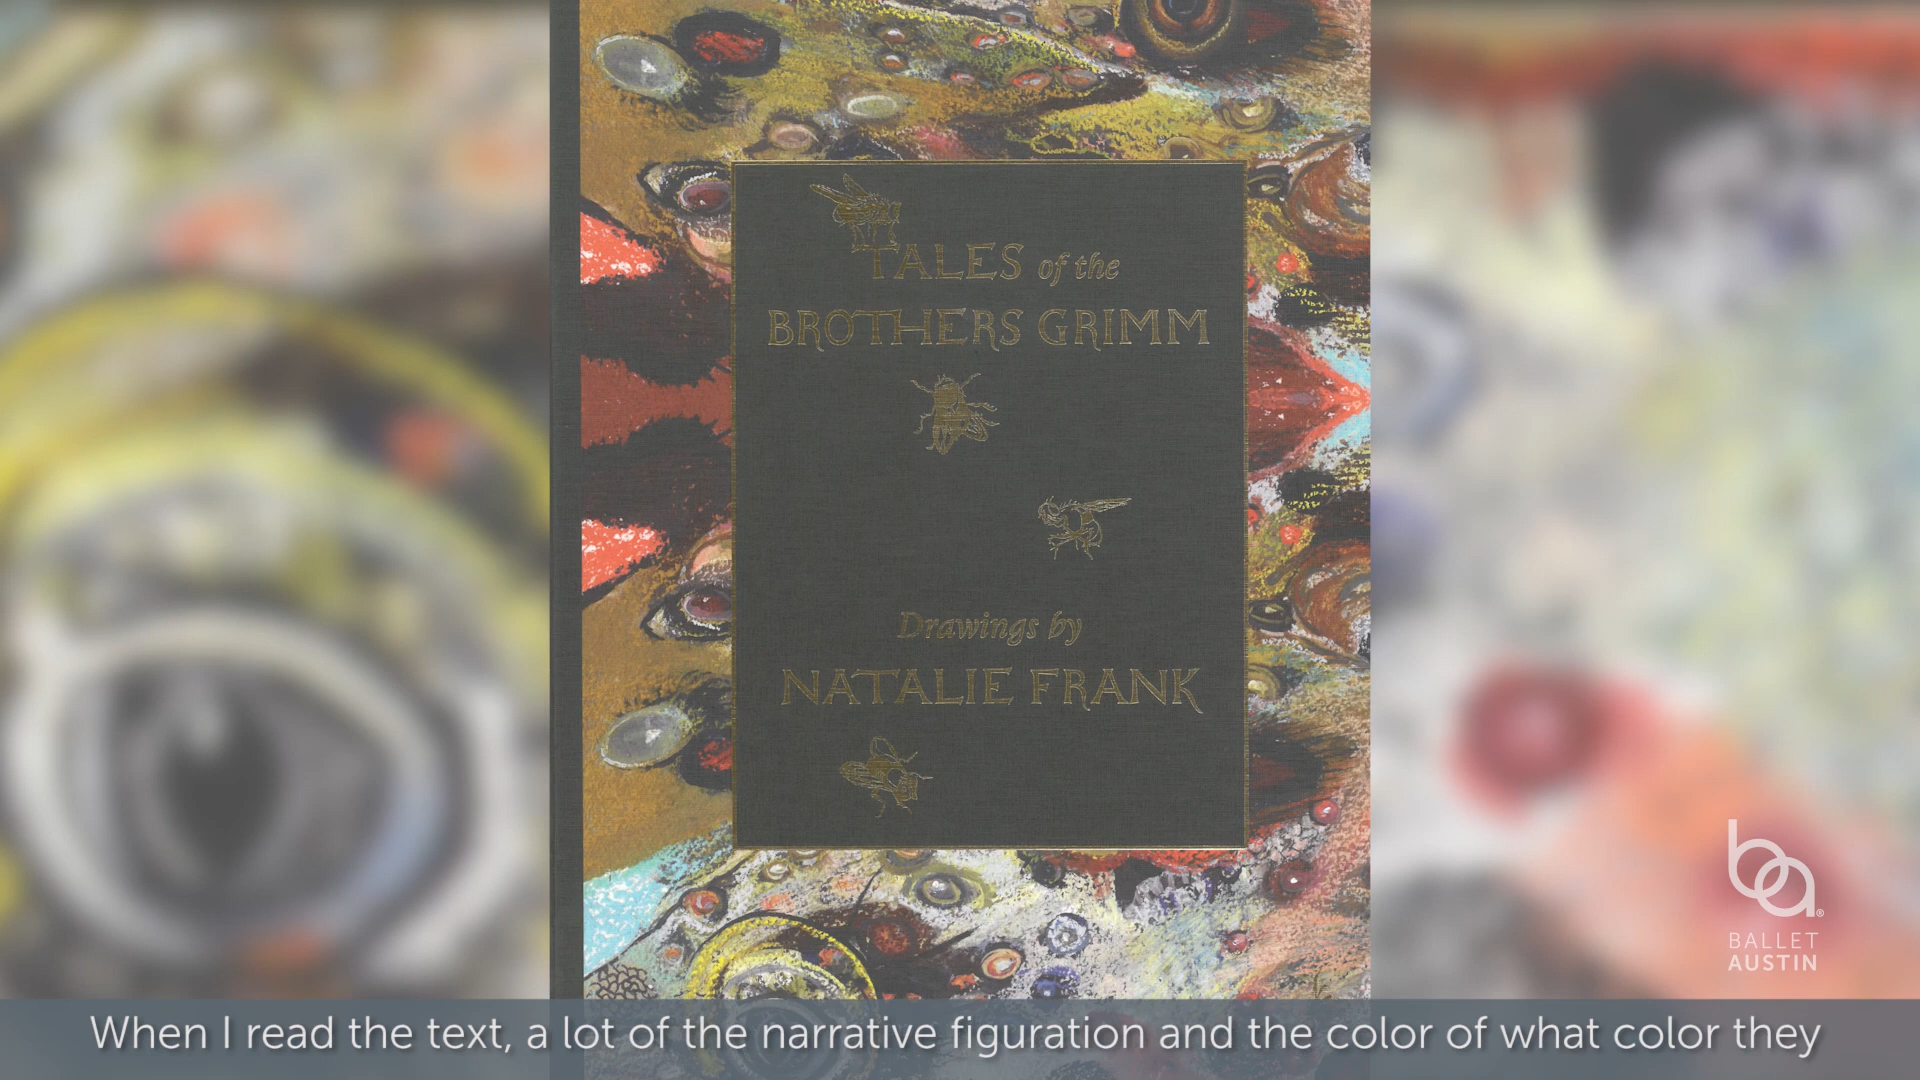 TALES of the
BROTHERS GRIMM
Drawings by
NATALIE FRANK
ba®
BALLET
AUSTIN
When I read the text, a lot of the narrative figuration and the color of what color they